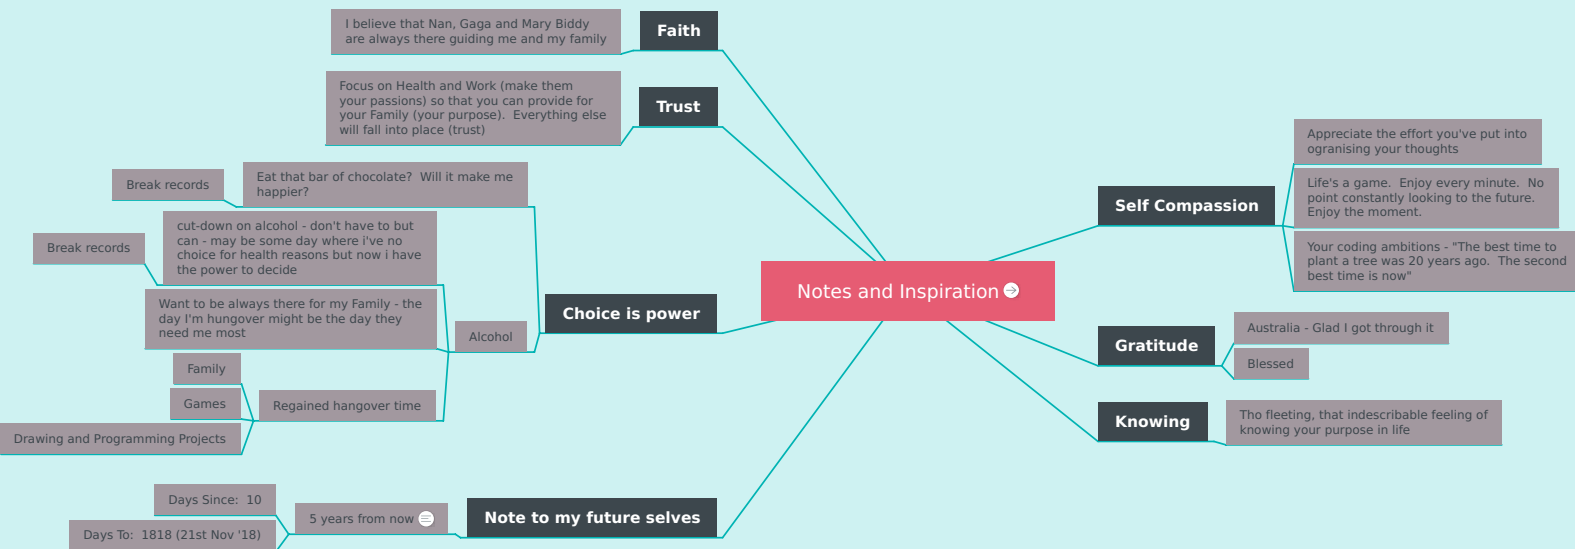 I believe that Nan, Gaga and Mary Biddy
are always there guiding me and my family
Faith
Focus on Health and Work (make them
your passions) so that you can provide for
your Family (your purpose).  Everything else
will fall into place (trust)
Trust
Break records
Eat that bar of chocolate?  Will it make me
happier?
Break records
cut-down on alcohol - don't have to but
can - may be some day where i've no
choice for health reasons but now i have
the power to decide
Want to be always there for my Family - the
day I'm hungover might be the day they
need me most
Alcohol
Choice is power
Family
Games
Drawing and Programming Projects
Regained hangover time
Days Since:  10
Days To:  1818 (21st Nov '18)
5 years from now
Note to my future selves
Notes and Inspiration
Self Compassion
Appreciate the effort you've put into
ogranising your thoughts
Life's a game.  Enjoy every minute.  No
point constantly looking to the future.
Enjoy the moment.
Your coding ambitions - "The best time to
plant a tree was 20 years ago.  The second
best time is now"
Gratitude
Australia - Glad I got through it
Blessed
Knowing
Tho fleeting, that indescribable feeling of
knowing your purpose in life